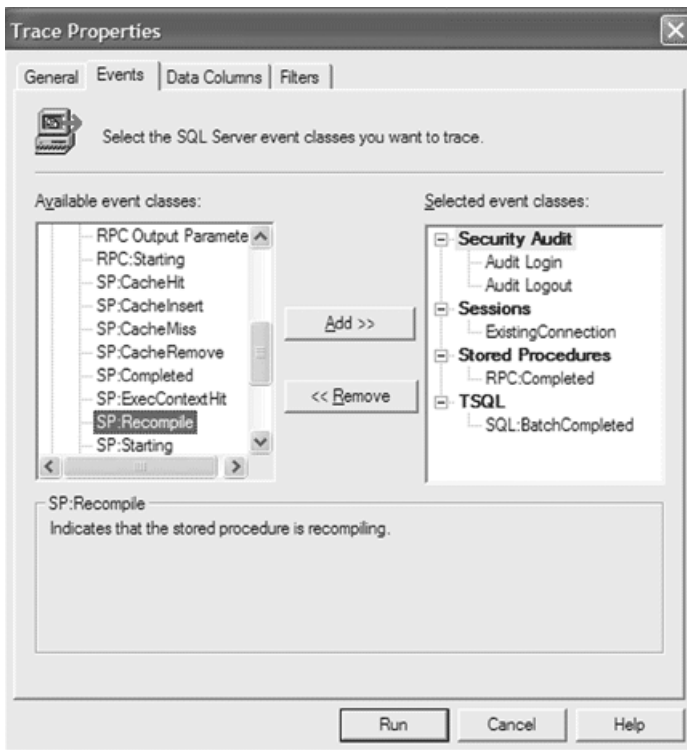 Trace Properties
General Events Data Columns Filters
Select the SQL Server event classes you want to trace.
Available event classes:
RPC Output Paramete
RPC:Starting
SP:CacheHit
SP:CacheInsert
SP:CacheMiss
SP:CacheRemove
SP:Completed
SP:ExecContextHit
SP:Recompile
SP:Starting
Add >>
<< Remove
Selected event classes:
Security Audit
Audit Login
Audit Logout
Sessions
ExistingConnection
Stored Procedures
RPC:Completed
TSQL
SQL:BatchCompleted
SP:Recompile
Indicates that the stored procedure is recompiling.
Run Cancel Help